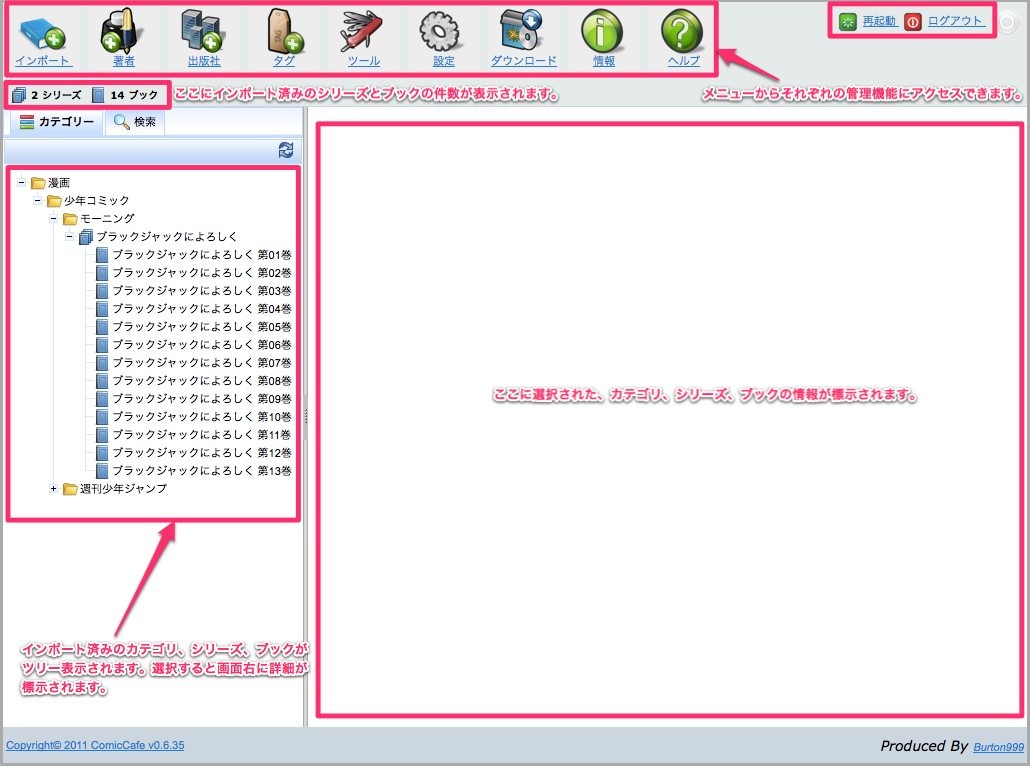 インポート 著者 出版社 タグ ツール 設定 ダウンロード 情報 ヘルプ 再起動 ログアウト
2 シリーズ 14 ブック ここにインポート済みのシリーズとブックの件数が表示されます。 メニューからそれぞれの管理機能にアクセスできます。
カテゴリー 検索
漫画
少年コミック
モーニング
ブラックジャックによろしく
ブラックジャックによろしく 第01巻
ブラックジャックによろしく 第02巻
ブラックジャックによろしく 第03巻
ブラックジャックによろしく 第04巻
ブラックジャックによろしく 第05巻
ブラックジャックによろしく 第06巻
ブラックジャックによろしく 第07巻
ブラックジャックによろしく 第08巻
ブラックジャックによろしく 第09巻
ブラックジャックによろしく 第10巻
ブラックジャックによろしく 第11巻
ブラックジャックによろしく 第12巻
ブラックジャックによろしく 第13巻
週刊少年ジャンプ
ここに選択された、カテゴリ、シリーズ、ブックの情報が標示されます。
インポート済みのカテゴリ、シリーズ、ブックが
ツリー表示されます。選択すると画面右に詳細が
標示されます。
Copyright© 2011 ComicCafe v0.6.35 Produced By Burton999